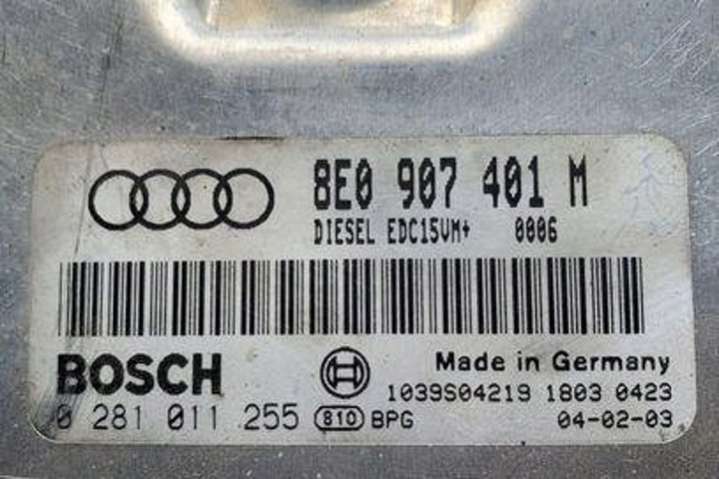 8E0 907 401 M
DIESEL EDC15VM+ 0006
BOSCH
Made in Germany
1039S04219 1803 0423
0 281 011 255 810 BPG 04-02-03